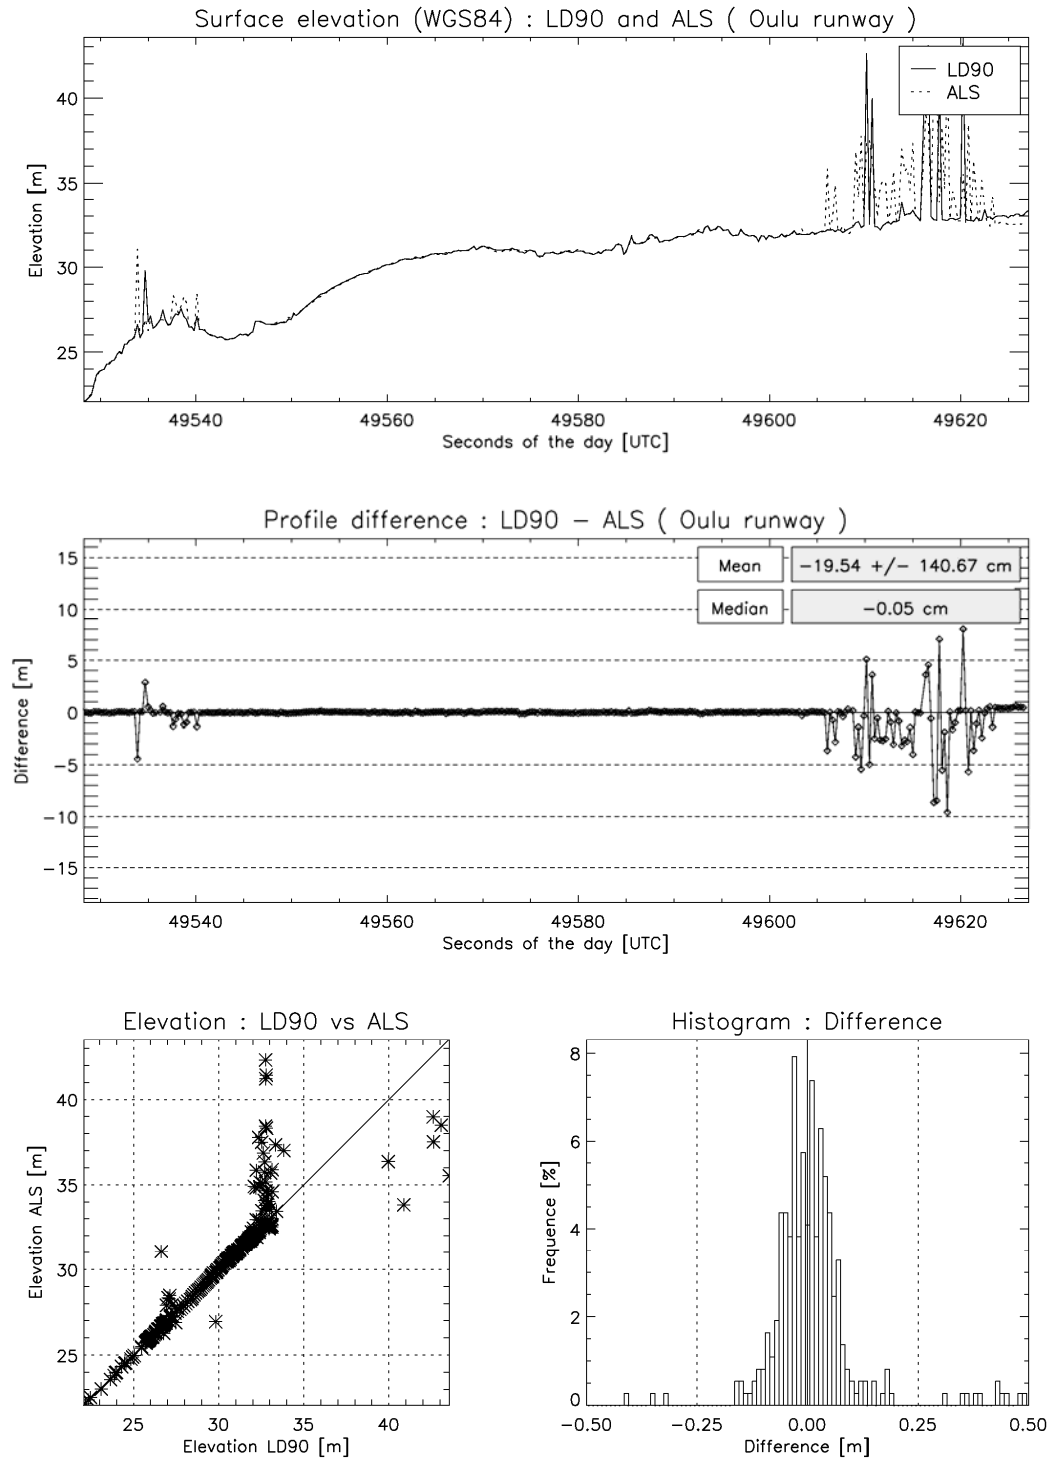 Surface elevation (WGS84) : LD90 and ALS ( Oulu runway )
LD90
ALS
40
35
30
25
Elevation [m]
49540 49560 49580 49600 49620
Seconds of the day [UTC]
Profile difference : LD90 − ALS ( Oulu runway )
Mean −19.54 +/− 140.67 cm
Median −0.05 cm
15
10
5
0
−5
−10
−15
Difference [m]
49540 49560 49580 49600 49620
Seconds of the day [UTC]
Elevation : LD90 vs ALS
40
35
30
25
Elevation ALS [m]
25 30 35 40
Elevation LD90 [m]
Histogram : Difference
8
6
4
2
0
Frequence [%]
−0.50 −0.25 0.00 0.25 0.50
Difference [m]